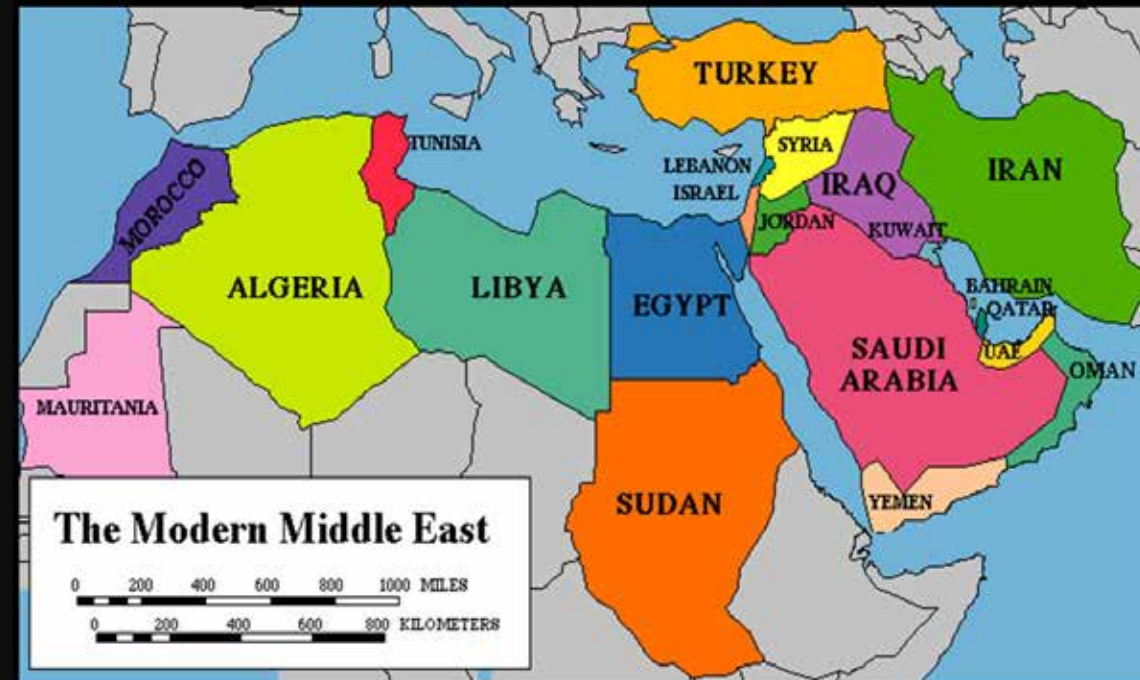 TURKEY
TUNISIA
SYRIA
LEBANON
ISRAEL
IRAQ
IRAN
MOROCCO
JORDAN
KUWAIT
ALGERIA
LIBYA
EGYPT
BAHRAIN
QATAR
SAUDI
ARABIA
UAE
OMAN
MAURITANIA
SUDAN
YEMEN
The Modern Middle East
0 200 400 600 800 1000 MILES
0 200 400 600 800 KILOMETERS